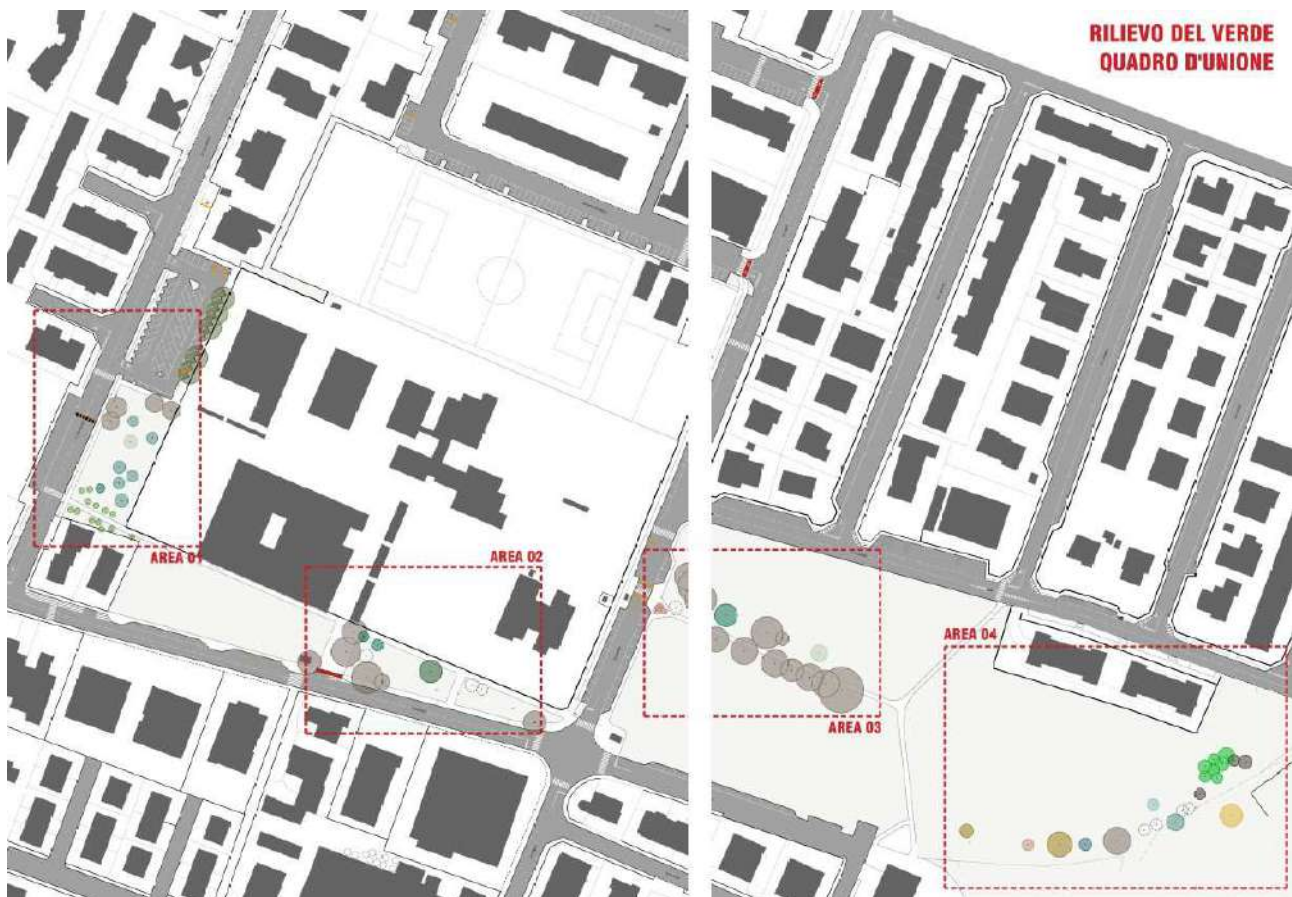 RILIEVO DEL VERDE
QUADRO D'UNIONE
AREA 01
AREA 02
AREA 03
AREA 04